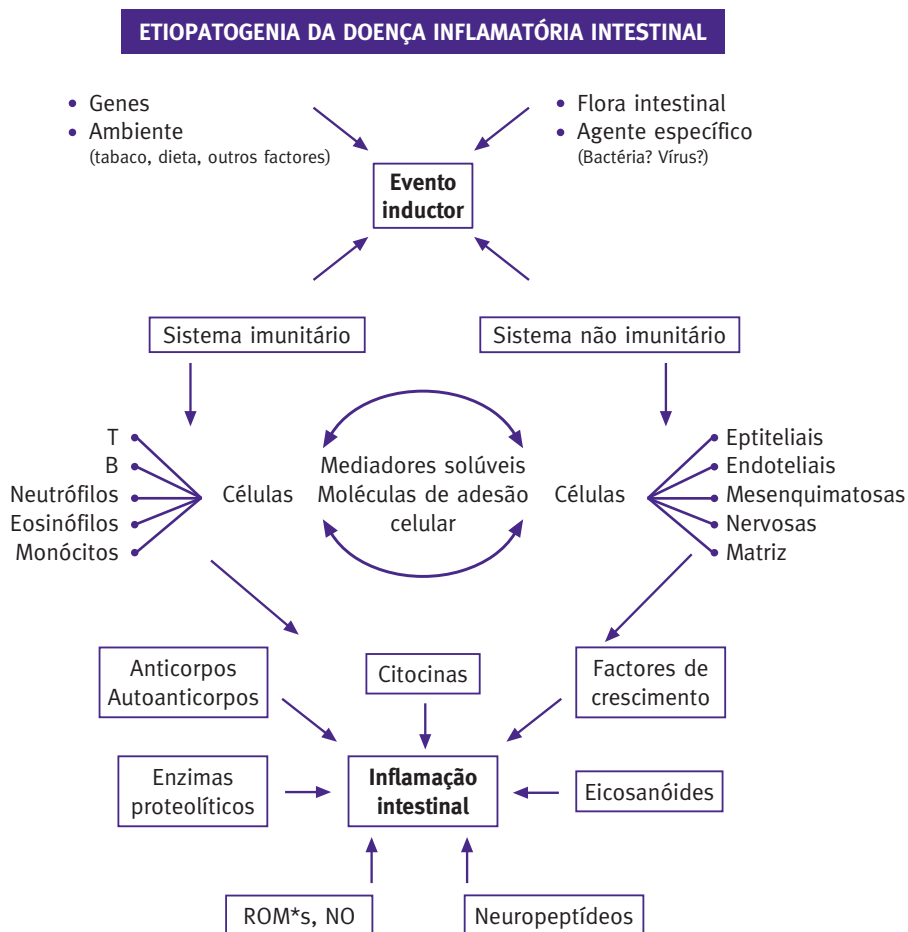 ETIOPATOGENIA DA DOENÇA INFLAMATÓRIA INTESTINAL
• Genes
• Ambiente
(tabaco, dieta, outros factores)
• Flora intestinal
• Agente específico
(Bactéria? Vírus?)
Evento
inductor
Sistema imunitário
Sistema não imunitário
T
B
Neutrófilos
Eosinófilos
Monócitos
Células
Mediadores solúveis
Moléculas de adesão
celular
Células
Eptiteliais
Endoteliais
Mesenquimatosas
Nervosas
Matriz
Anticorpos
Autoanticorpos
Citocinas
Factores de
crescimento
Enzimas
proteolíticos
Inflamação
intestinal
Eicosanóides
ROM*s, NO
Neuropeptídeos